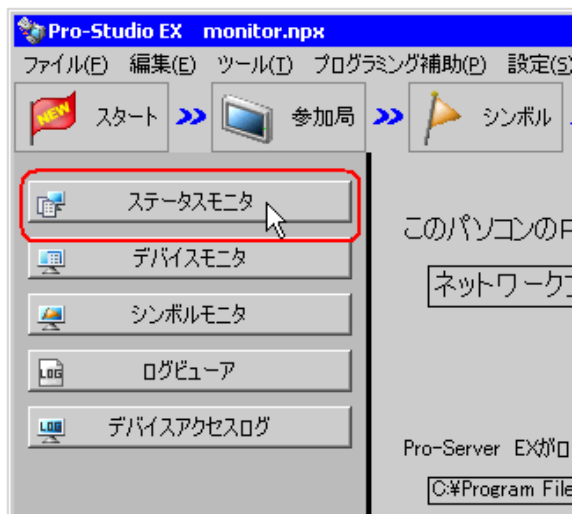 Pro-Studio EX monitor.npx
ファイル(F) 編集(E) ツール(T) プログラミング補助(P) 設定(S)
NEW スタート 参加局 シンボル
ステータスモニタ
このパソコンの
デバイスモニタ
ネットワーク
シンボルモニタ
LOG ログビューア
LOG デバイスアクセスログ
Pro-Server EXが
C:¥Program File